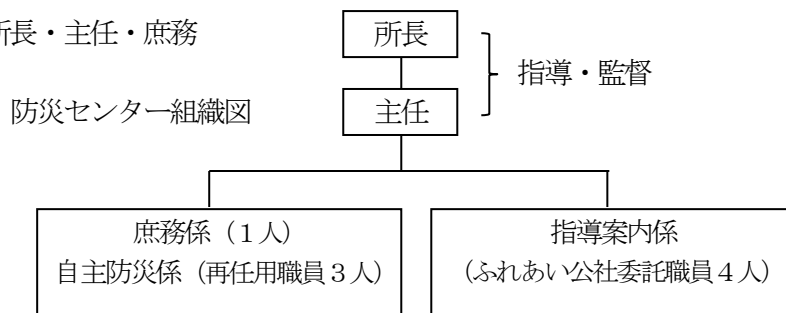 所長・主任・庶務
所長
指導・監督
防災センター組織図
主任
庶務係（１人）
自主防災係（再任用職員３人）
指導案内係
（ふれあい公社委託職員４人）